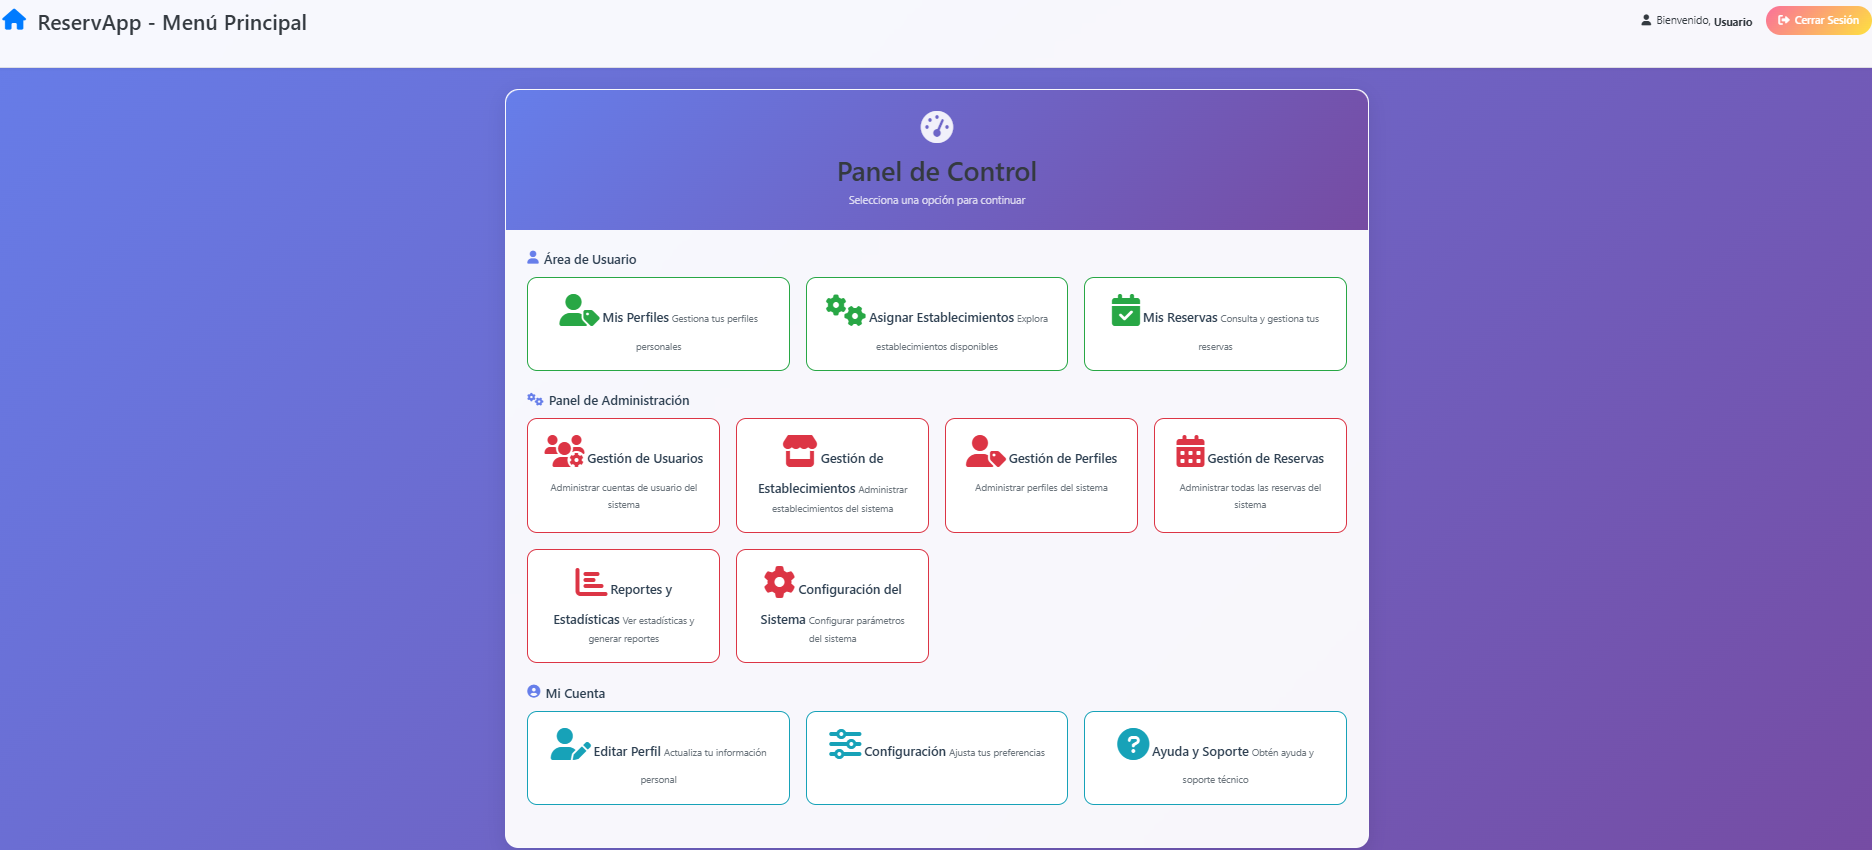 ReservApp - Menú Principal
Bienvenido, Usuario
Cerrar Sesión
Panel de Control
Selecciona una opción para continuar
Área de Usuario
Mis Perfiles Gestiona tus perfiles
personales
Asignar Establecimientos Explora
establecimientos disponibles
Mis Reservas Consulta y gestiona tus
reservas
Panel de Administración
Gestión de Usuarios
Administrar cuentas de usuario del
sistema
Gestión de
Establecimientos Administrar
establecimientos del sistema
Gestión de Perfiles
Administrar perfiles del sistema
Gestión de Reservas
Administrar todas las reservas del
sistema
Reportes y
Estadísticas Ver estadísticas y
generar reportes
Configuración del
Sistema Configurar parámetros
del sistema
Mi Cuenta
Editar Perfil Actualiza tu información
personal
Configuración Ajusta tus preferencias
Ayuda y Soporte Obtén ayuda y
soporte técnico